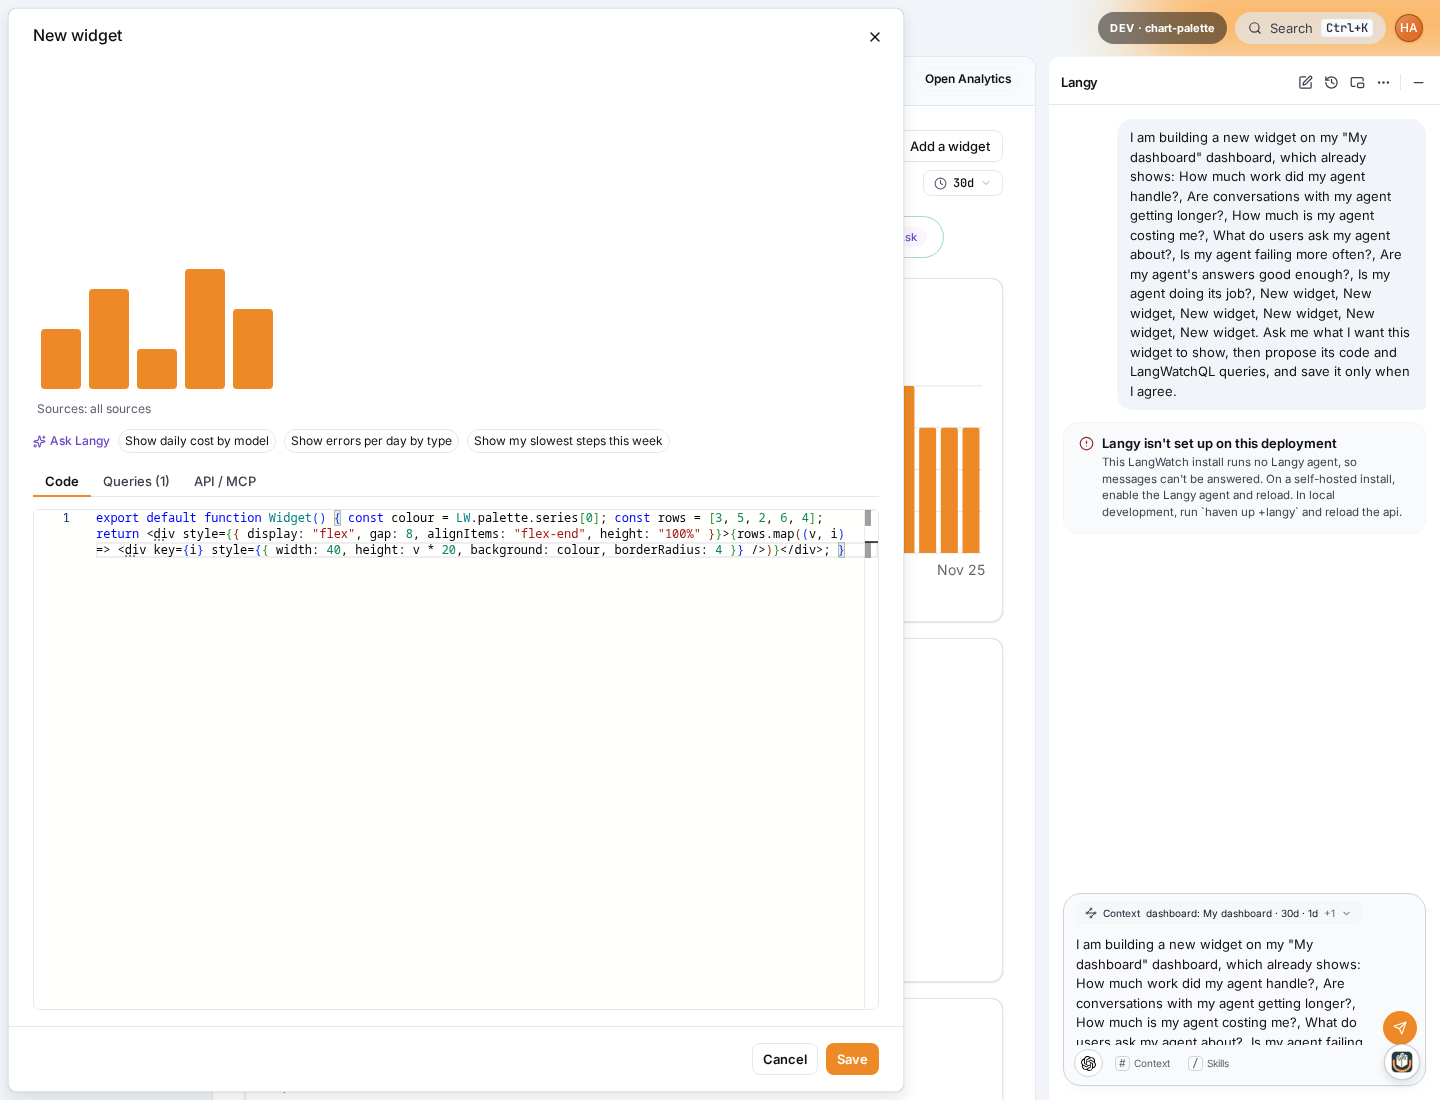 New widget
DEV · chart-palette
Search Ctrl+K
HA
Open Analytics
Add a widget
30d
Nov 25
Sources: all sources
Ask Langy
Show daily cost by model
Show errors per day by type
Show my slowest steps this week
Code
Queries (1)
API / MCP
1
export default function Widget() { const colour = LW.palette.series[0]; const rows = [3, 5, 2, 6, 4];
return <div style={{ display: "flex", gap: 8, alignItems: "flex-end", height: "100%" }}>{rows.map((v, i)
=> <div key={i} style={{ width: 40, height: v * 20, background: colour, borderRadius: 4 }} />)}</div>; }
Cancel
Save
Langy
I am building a new widget on my "My
dashboard" dashboard, which already
shows: How much work did my agent
handle?, Are conversations with my agent
getting longer?, How much is my agent
costing me?, What do users ask my agent
about?, Is my agent failing more often?, Are
my agent's answers good enough?, Is my
agent doing its job?, New widget, New
widget, New widget, New widget, New
widget, New widget. Ask me what I want this
widget to show, then propose its code and
LangWatchQL queries, and save it only when
I agree.
Langy isn't set up on this deployment
This LangWatch install runs no Langy agent, so
messages can't be answered. On a self-hosted install,
enable the Langy agent and reload. In local
development, run `haven up +langy` and reload the api.
Context dashboard: My dashboard · 30d · 1d +1
I am building a new widget on my "My
dashboard" dashboard, which already shows:
How much work did my agent handle?, Are
conversations with my agent getting longer?,
How much is my agent costing me?, What do
users ask my agent about?, Is my agent failing
# Context
/ Skills